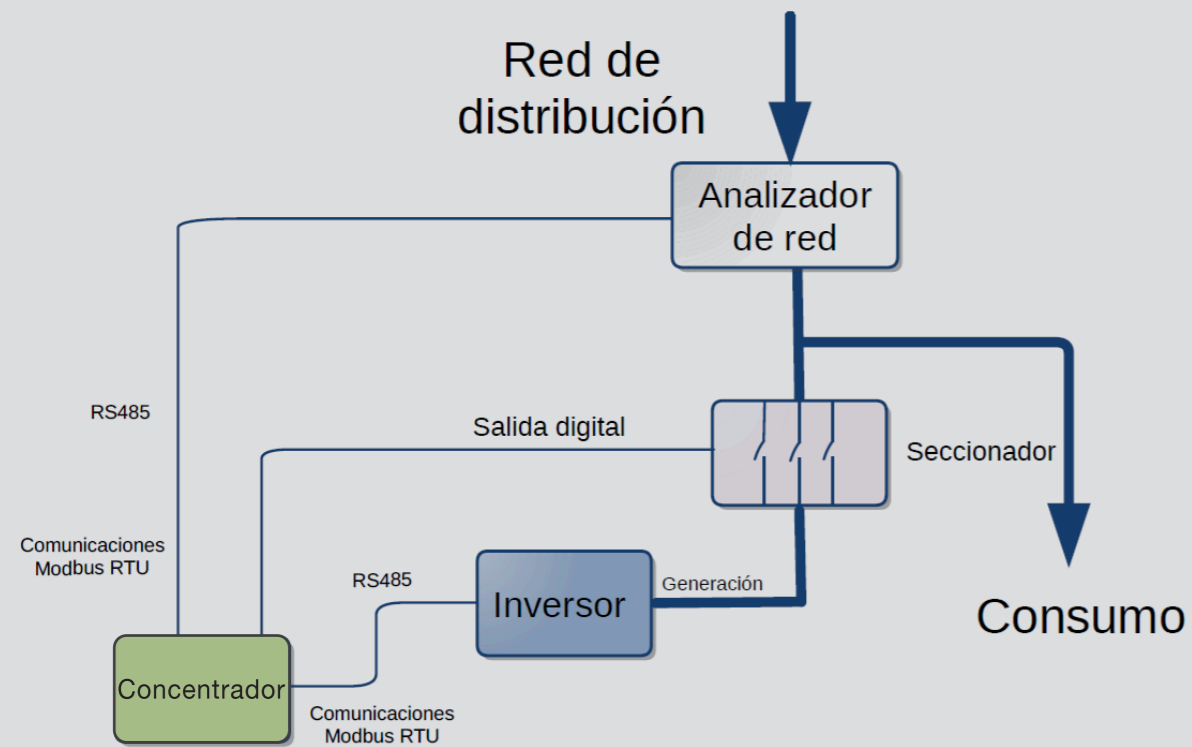 Red de
distribución
Analizador
de red
RS485
Salida digital
Seccionador
Comunicaciones
Modbus RTU
RS485
Generación
Inversor
Consumo
Concentrador
Comunicaciones
Modbus RTU